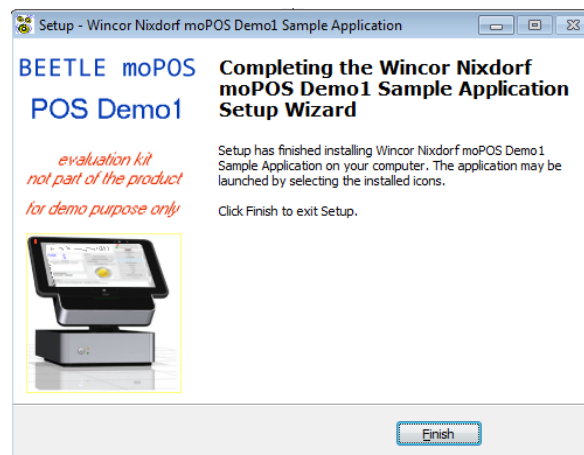 Setup - Wincor Nixdorf moPOS Demo1 Sample Application
BEETLE moPOS
POS Demo1
evaluation kit
not part of the product
for demo purpose only
Completing the Wincor Nixdorf
moPOS Demo1 Sample Application
Setup Wizard
Setup has finished installing Wincor Nixdorf moPOS Demo1
Sample Application on your computer. The application may be
launched by selecting the installed icons.
Click Finish to exit Setup.
Finish